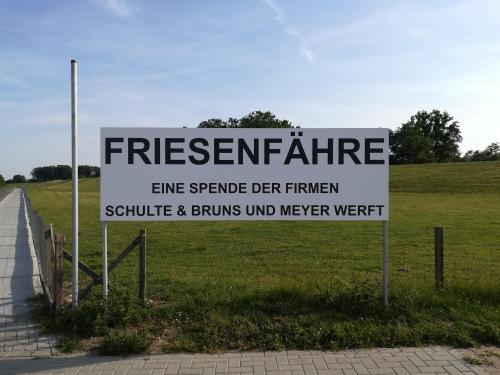 FRIESENFÄHRE
EINE SPENDE DER FIRMEN
SCHULTE & BRUNS UND MEYER WERFT